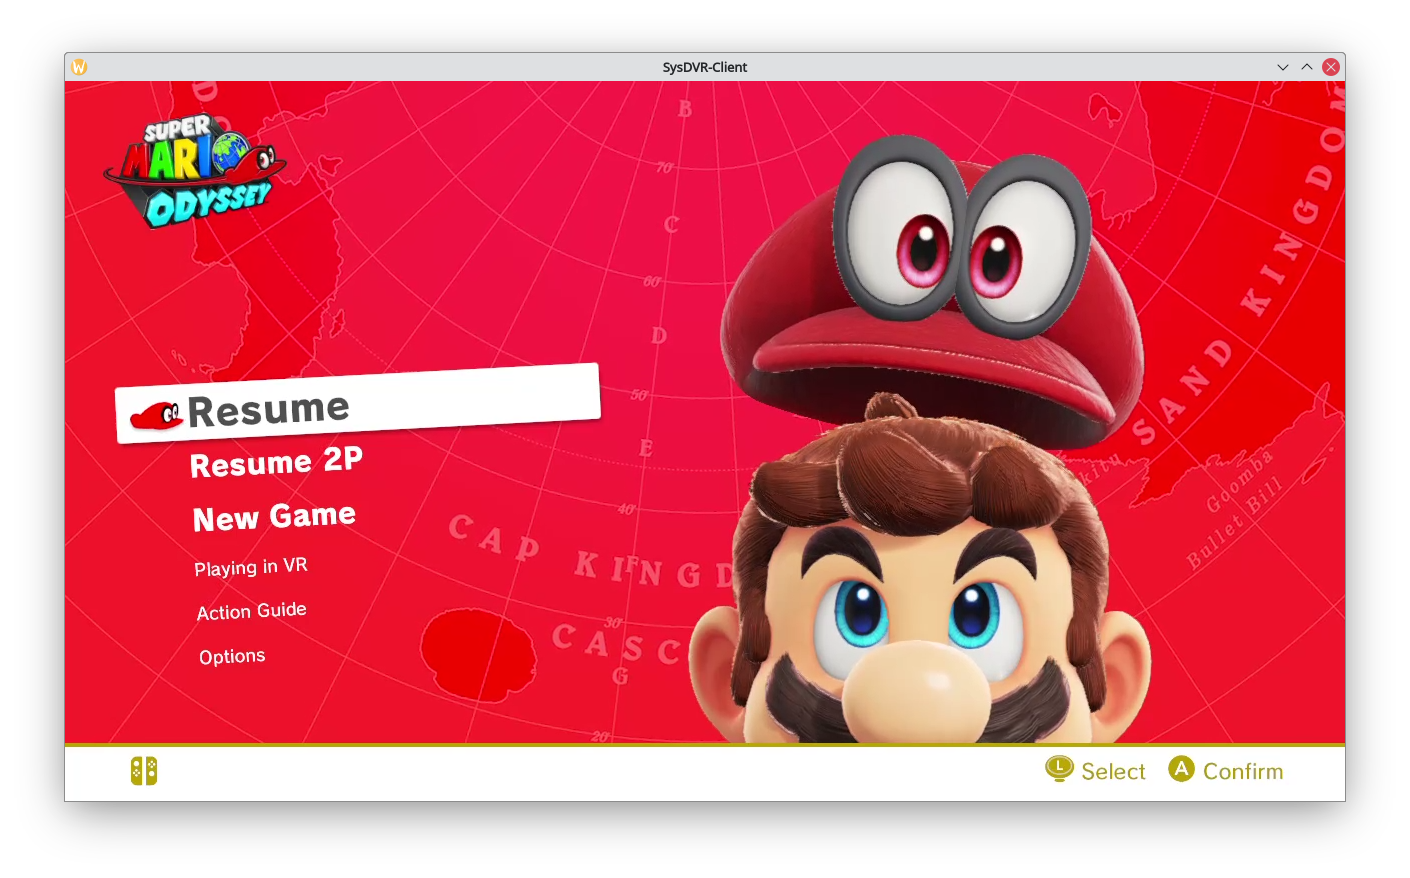 SysDVR-Client
SUPER
MARIO
ODYSSEY
B
70°
C
60°
D
50°
E
40°
F
30°
G
20°
CAP KINGD
CASC
SAND KINGDOM
Goomba
Bullet Bill
Resume
Resume 2P
New Game
Playing in VR
Action Guide
Options
L Select
A Confirm